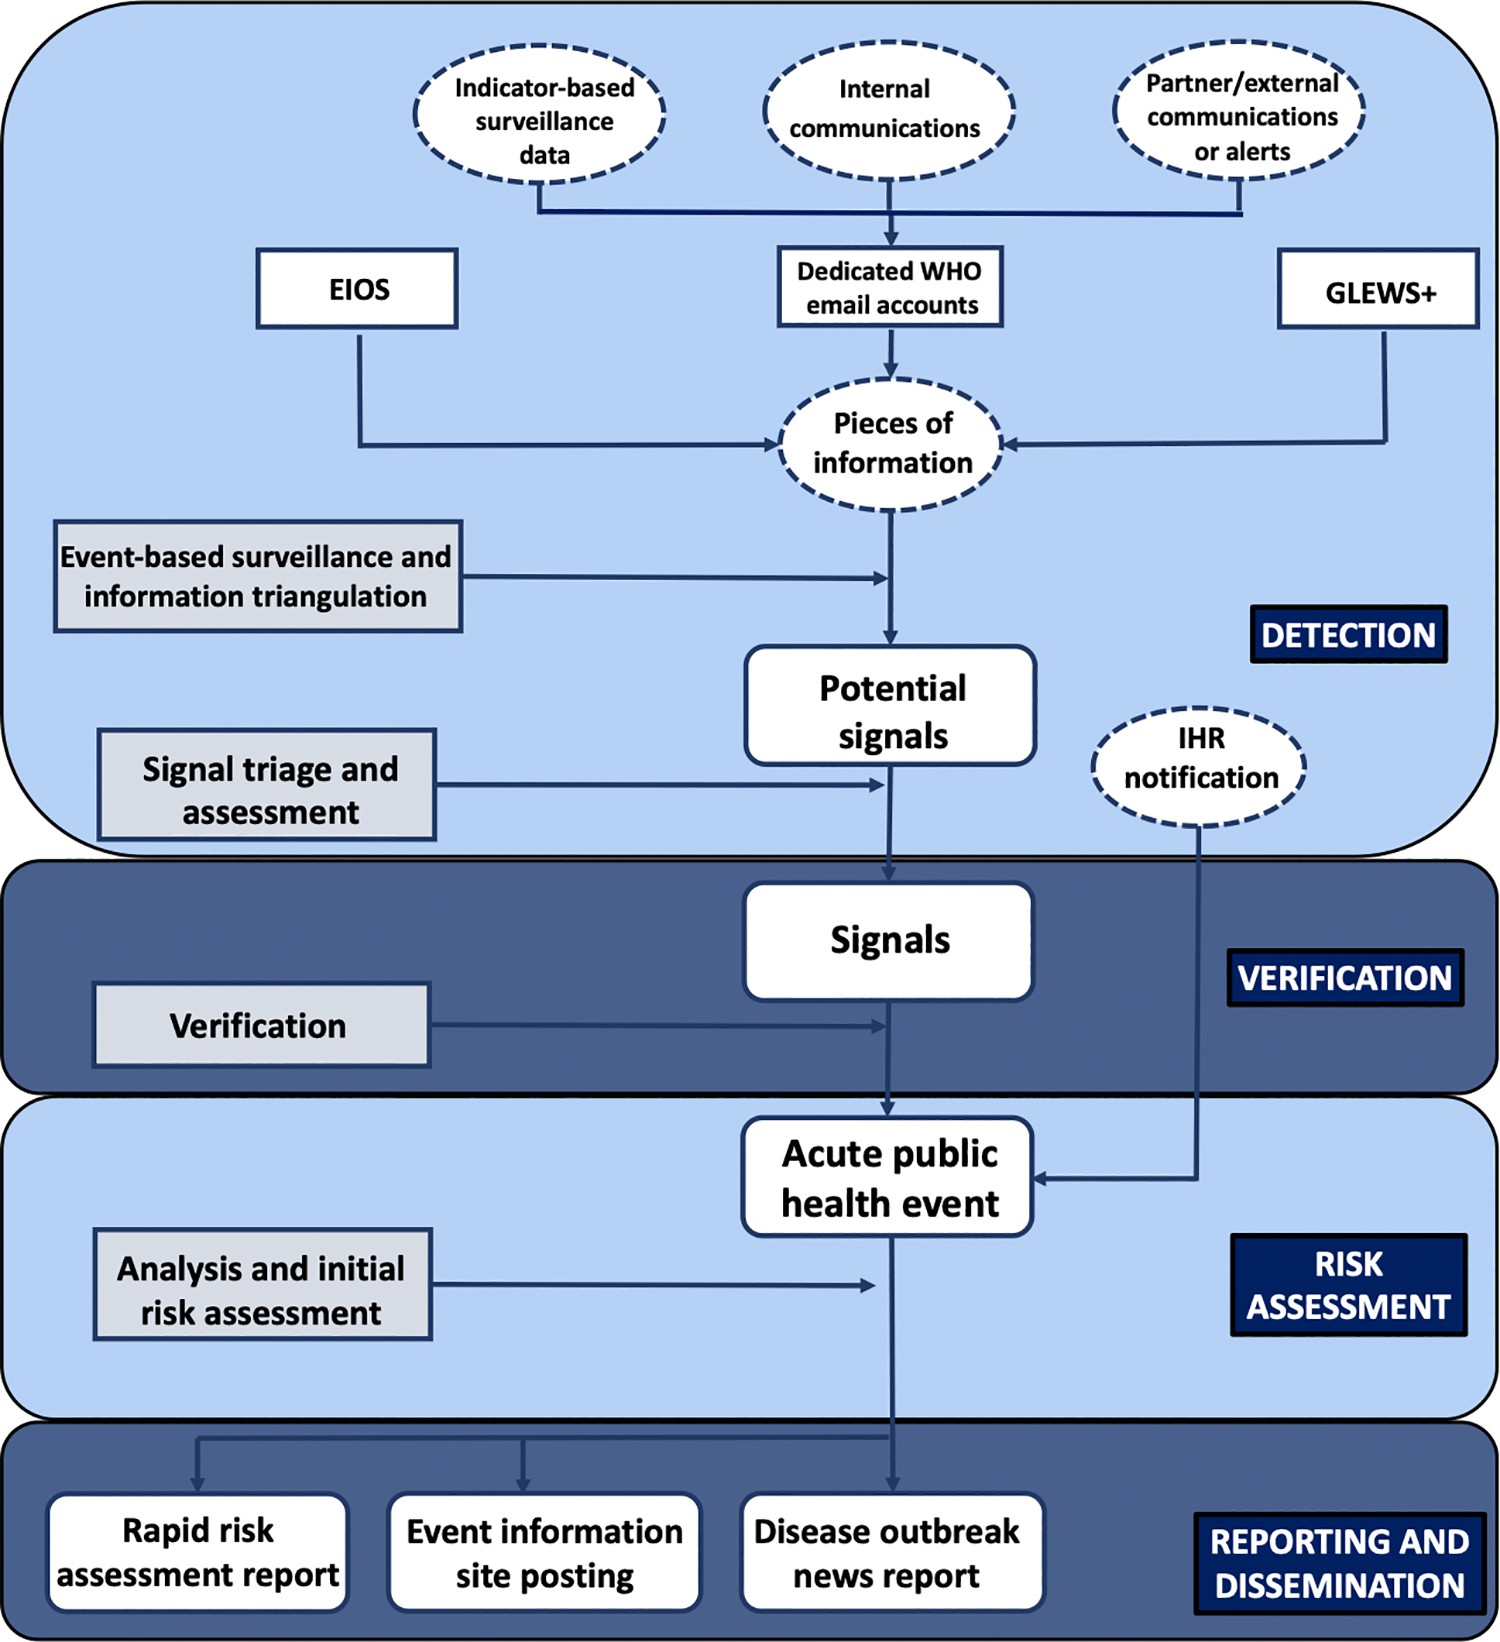 Indicator-based
surveillance
data
Internal
communications
Partner/external
communications
or alerts
EIOS
Dedicated WHO
email accounts
GLEWS+
Pieces of
information
Event-based surveillance and
information triangulation
DETECTION
Potential
signals
IHR
notification
Signal triage and
assessment
Signals
VERIFICATION
Verification
Acute public
health event
Analysis and initial
risk assessment
RISK
ASSESSMENT
Rapid risk
assessment report
Event information
site posting
Disease outbreak
news report
REPORTING AND
DISSEMINATION